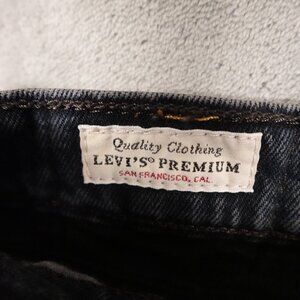 Quality Clothing
LEVI'S® PREMIUM
SAN FRANCISCO, CAL.